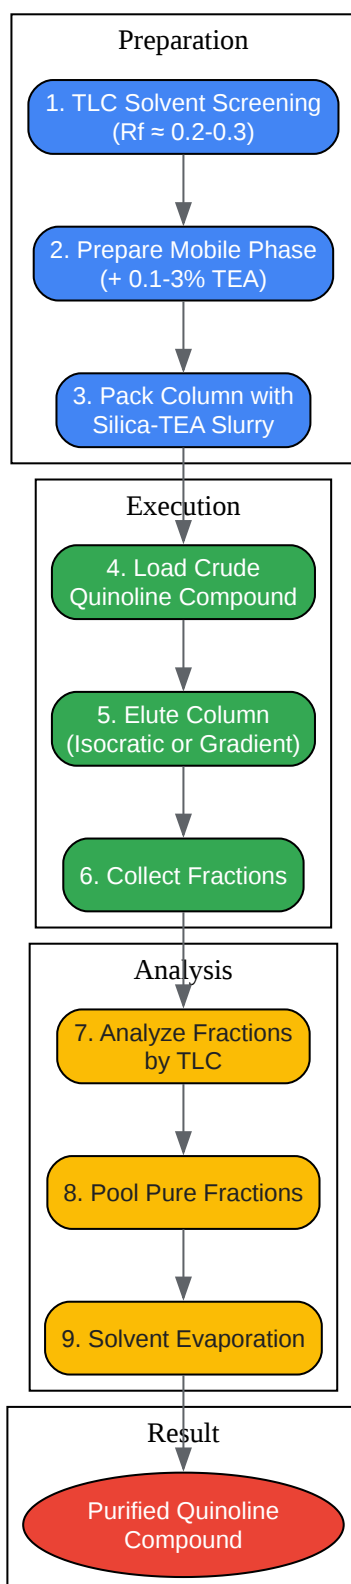 Preparation
1. TLC Solvent Screening
(Rf ≈ 0.2-0.3)
2. Prepare Mobile Phase
(+ 0.1-3% TEA)
3. Pack Column with
Silica-TEA Slurry
Execution
4. Load Crude
Quinoline Compound
5. Elute Column
(Isocratic or Gradient)
6. Collect Fractions
Analysis
7. Analyze Fractions
by TLC
8. Pool Pure Fractions
9. Solvent Evaporation
Result
Purified Quinoline
Compound